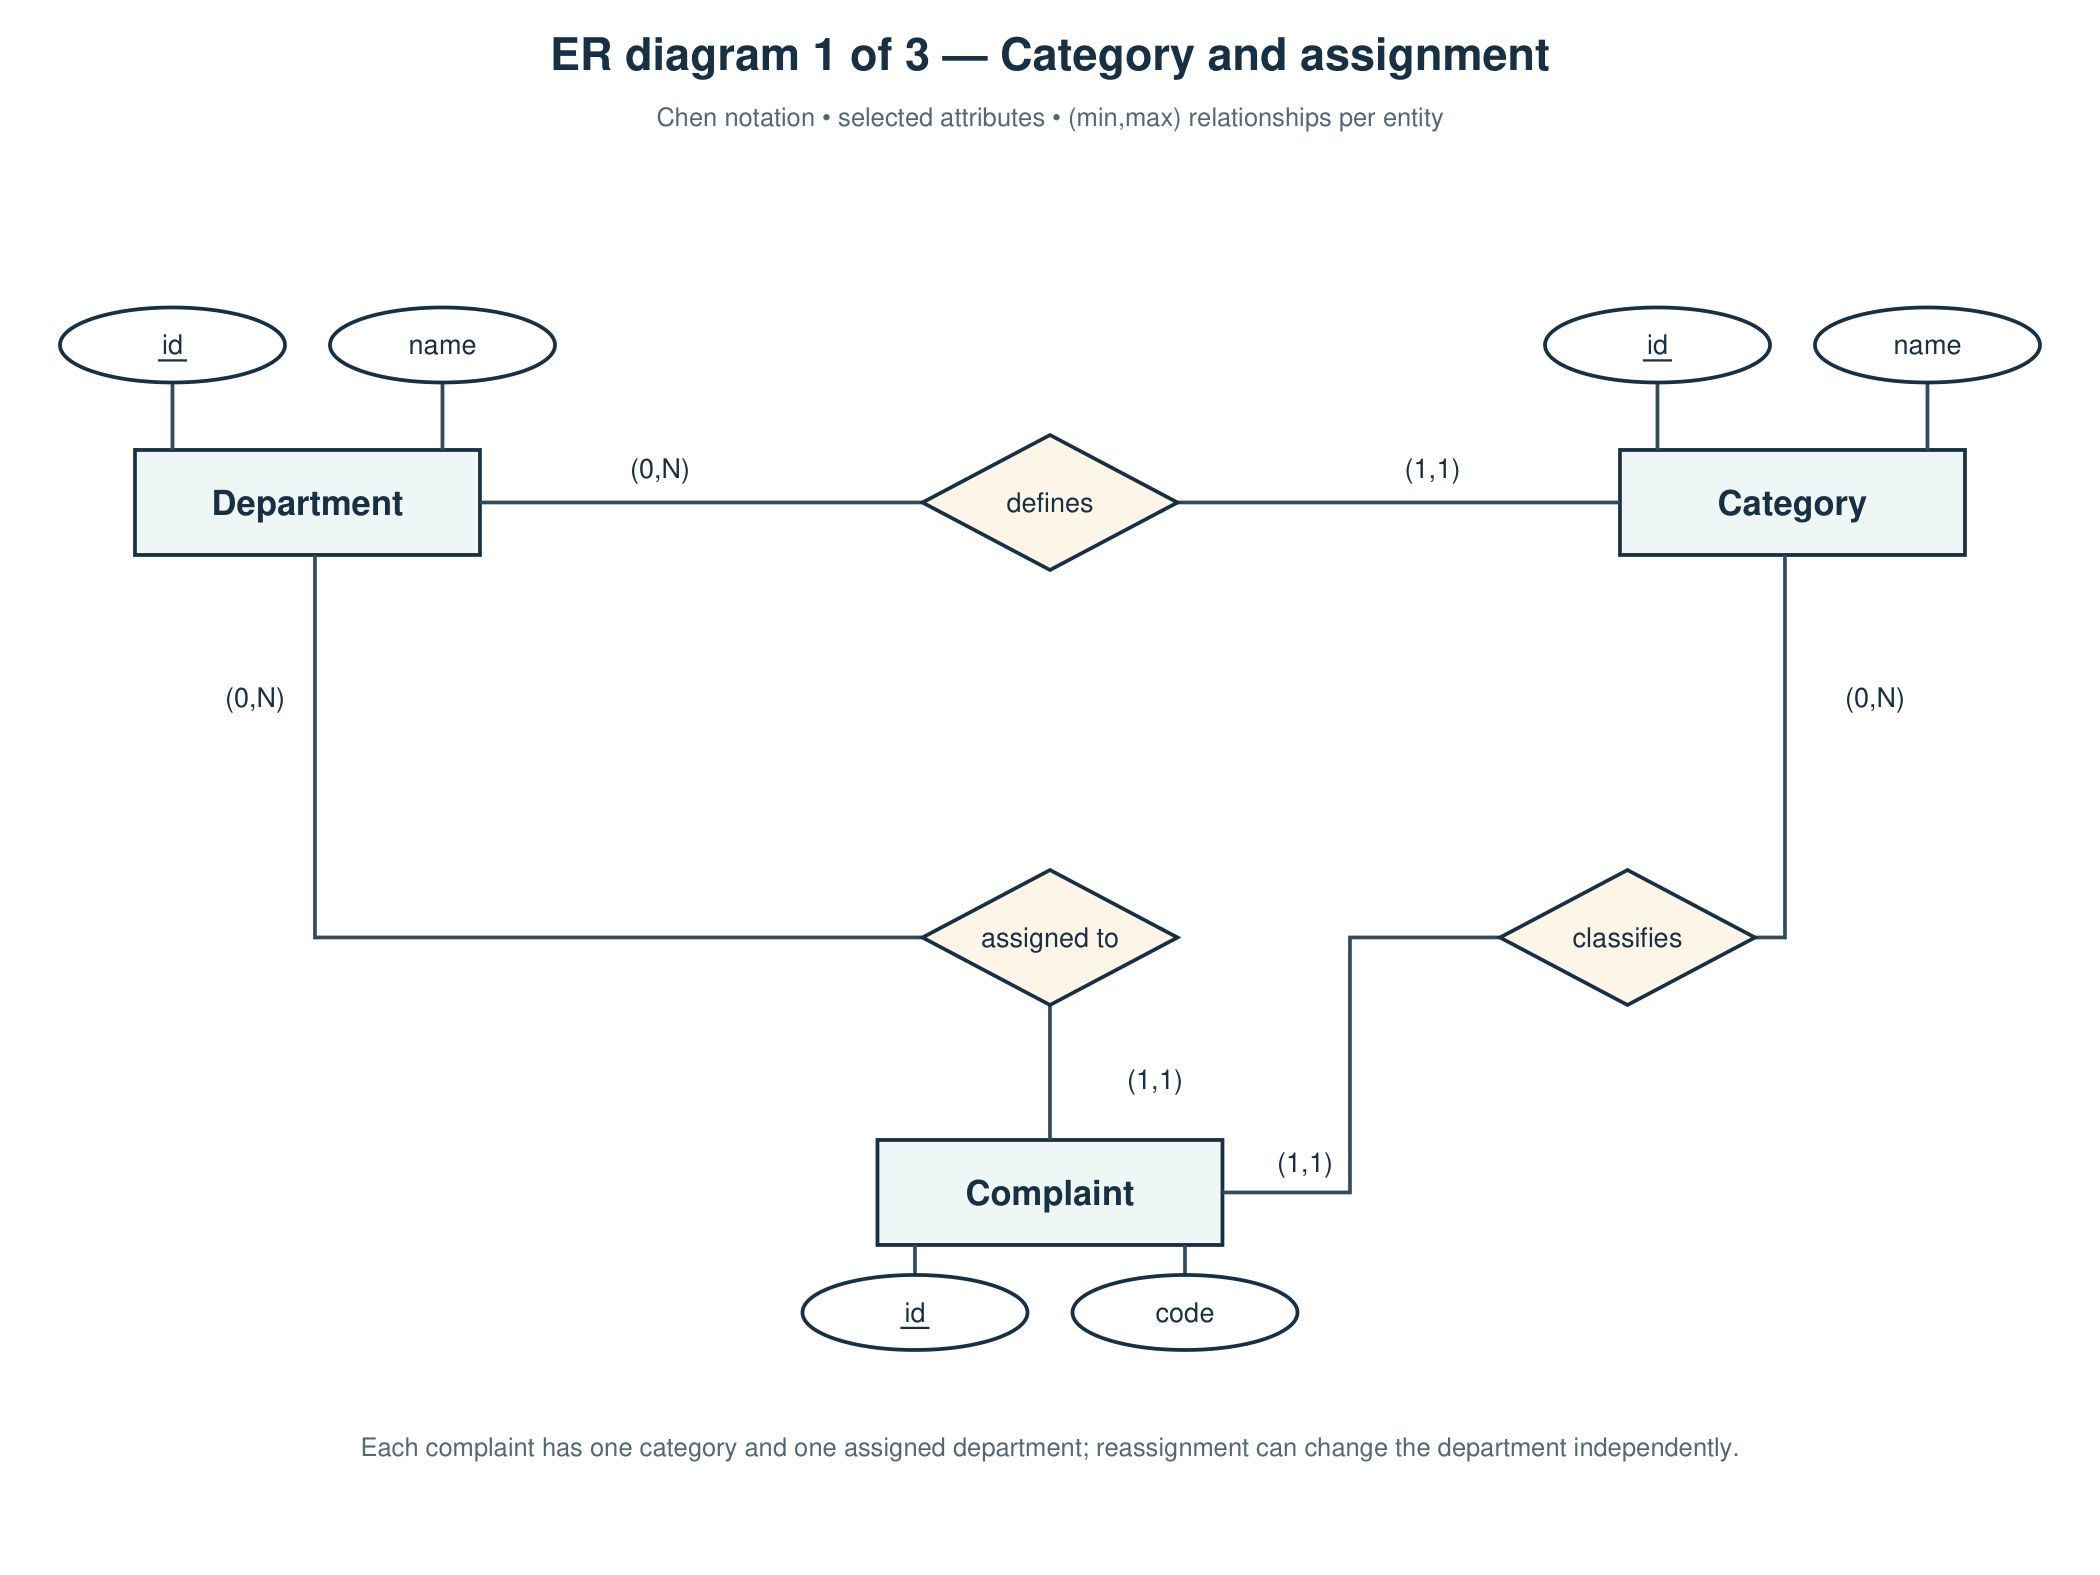 ER diagram 1 of 3 — Category and assignment
Chen notation • selected attributes • (min,max) relationships per entity
id
name
id
name
Department
(0,N)
defines
(1,1)
Category
(0,N)
(0,N)
assigned to
classifies
(1,1)
(1,1)
Complaint
id
code
Each complaint has one category and one assigned department; reassignment can change the department independently.